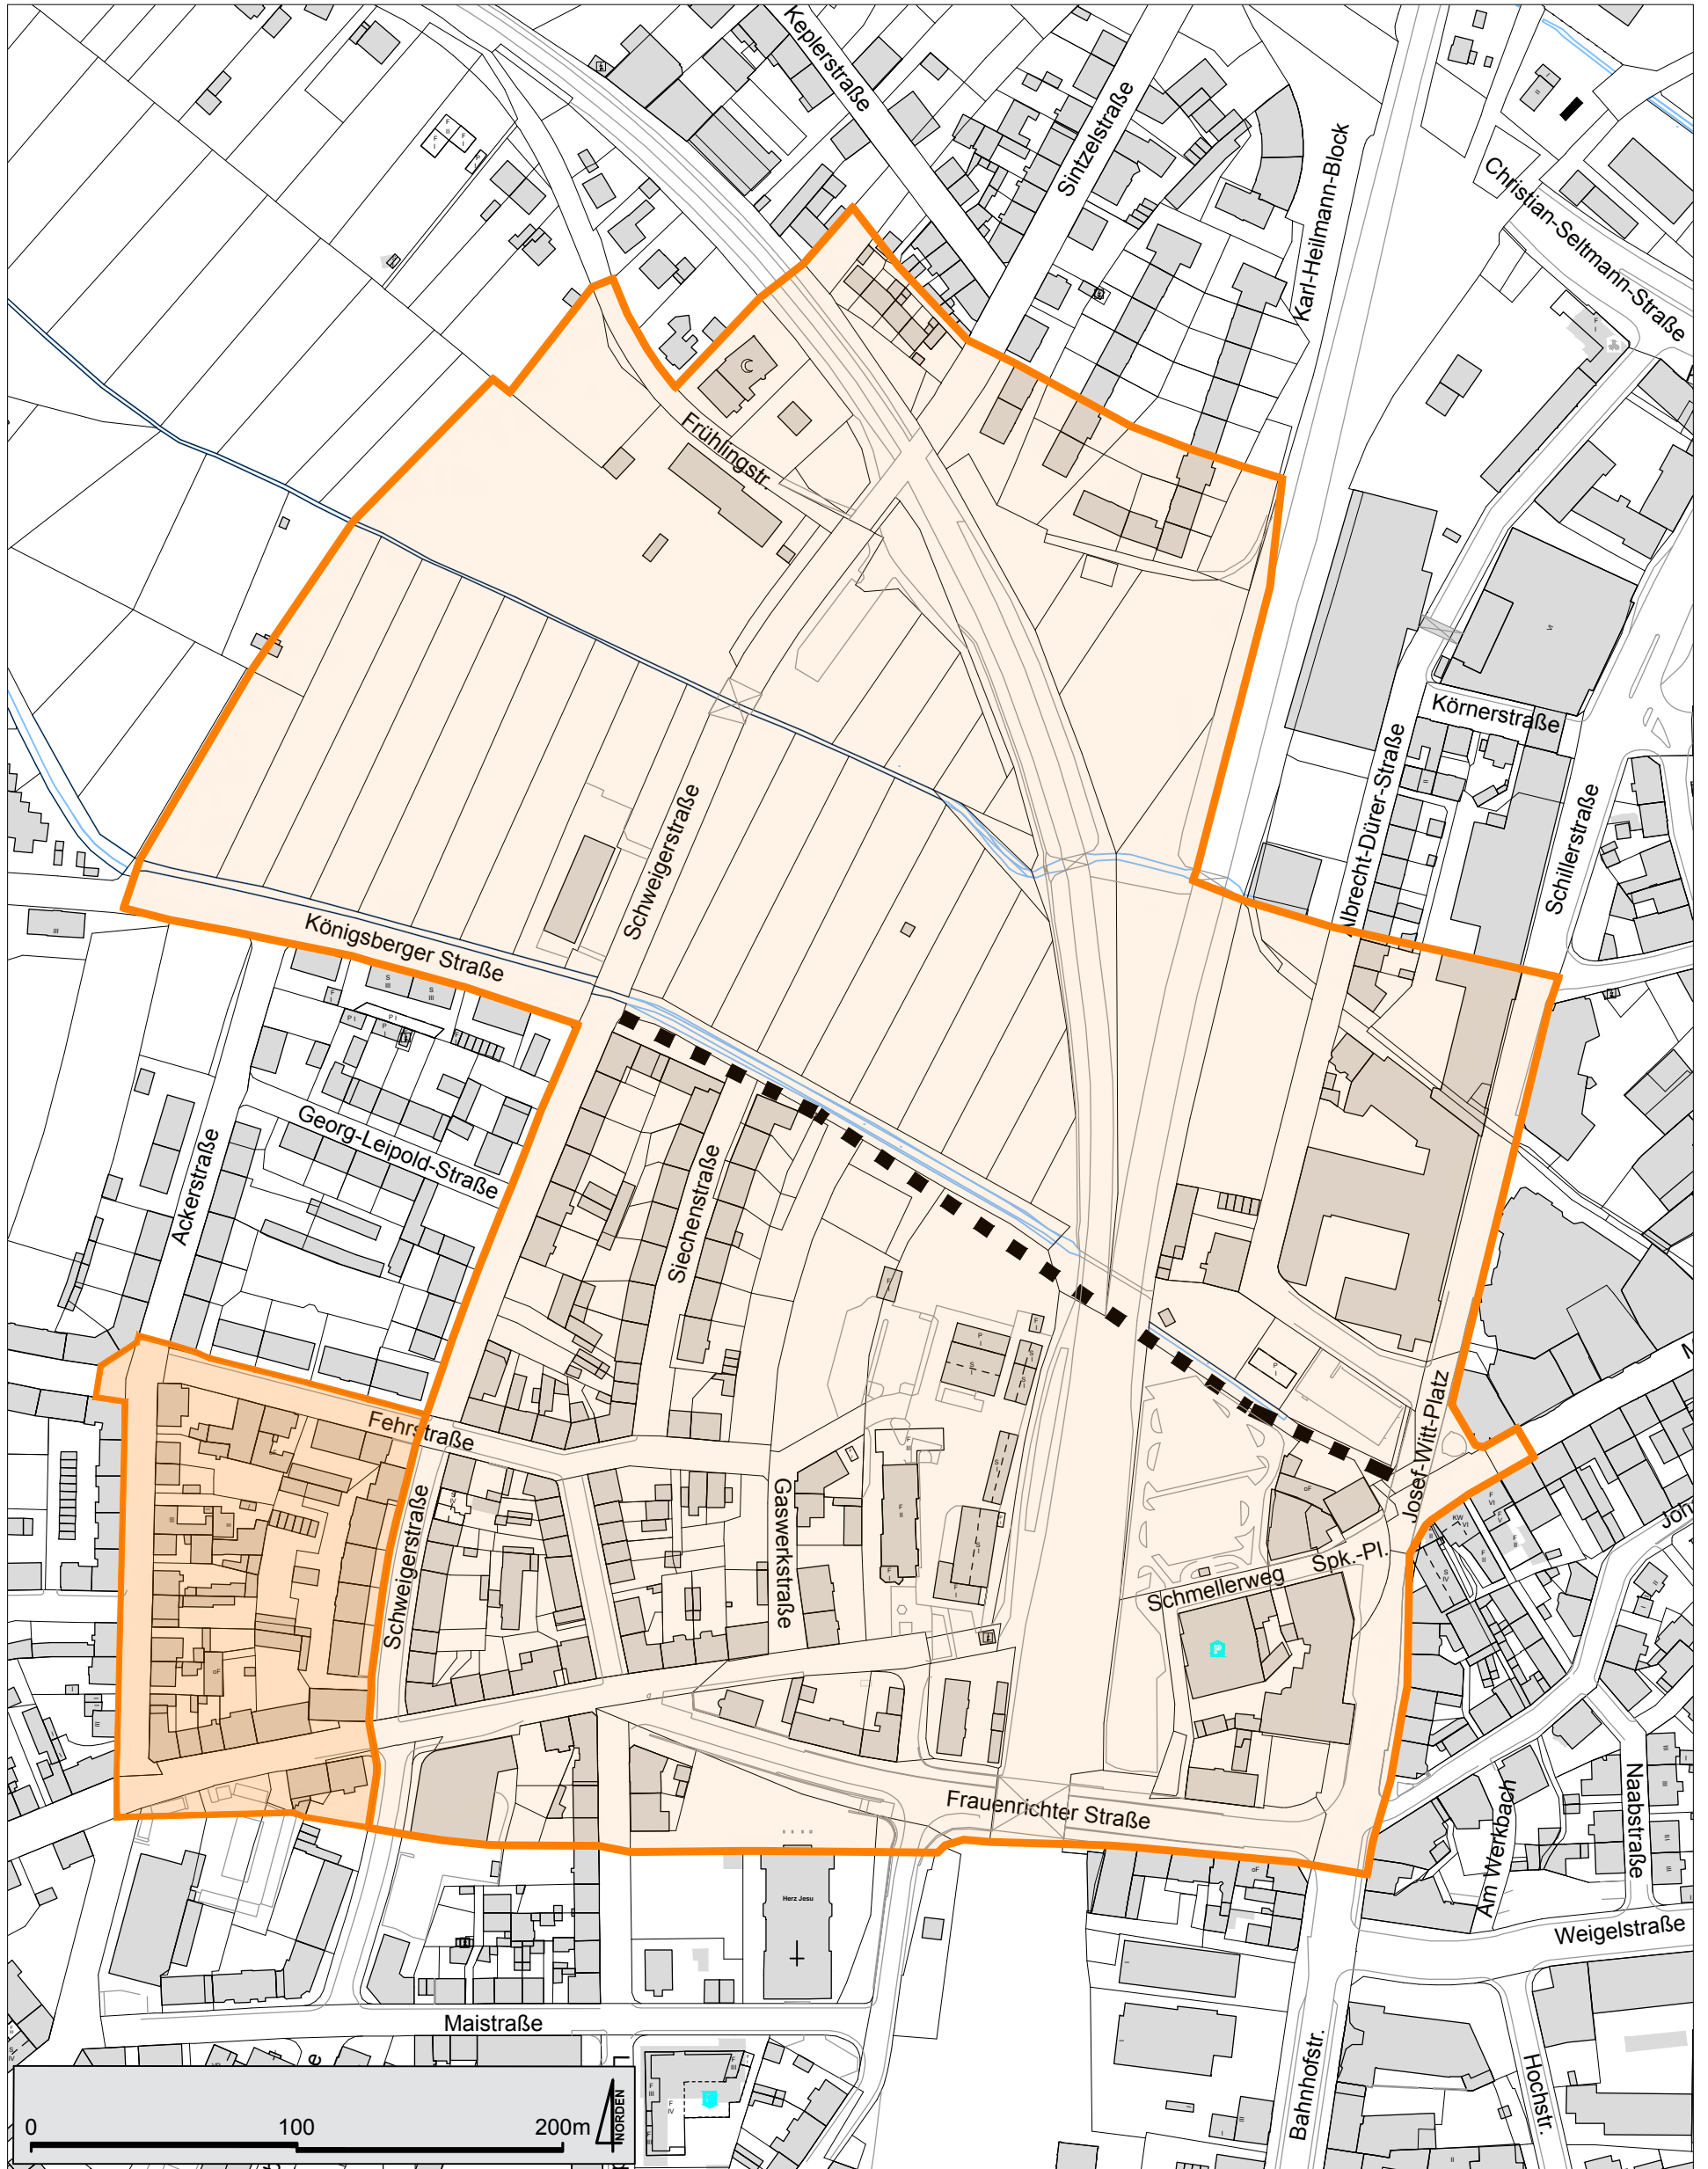 Keplerstraße
Sintzelstraße
Karl-Heilmann-Block
Christian-Seltmann-Straße
Frühlingstr.
Körnerstraße
Albrecht-Dürer-Straße
Schillerstraße
Schweigerstraße
Königsberger Straße
Georg-Leipold-Straße
Ackerstraße
Siechenstraße
Fehrstraße
Josef-Witt-Platz
Schweigerstraße
Gaswerkstraße
Spk.-Pl.
Schmellerweg
Frauenrichter Straße
Am Werkbach
Naabstraße
Weigelstraße
Herz Jesu
Maistraße
Bahnhofstr.
Hochstr.
0 100 200m
NORDEN